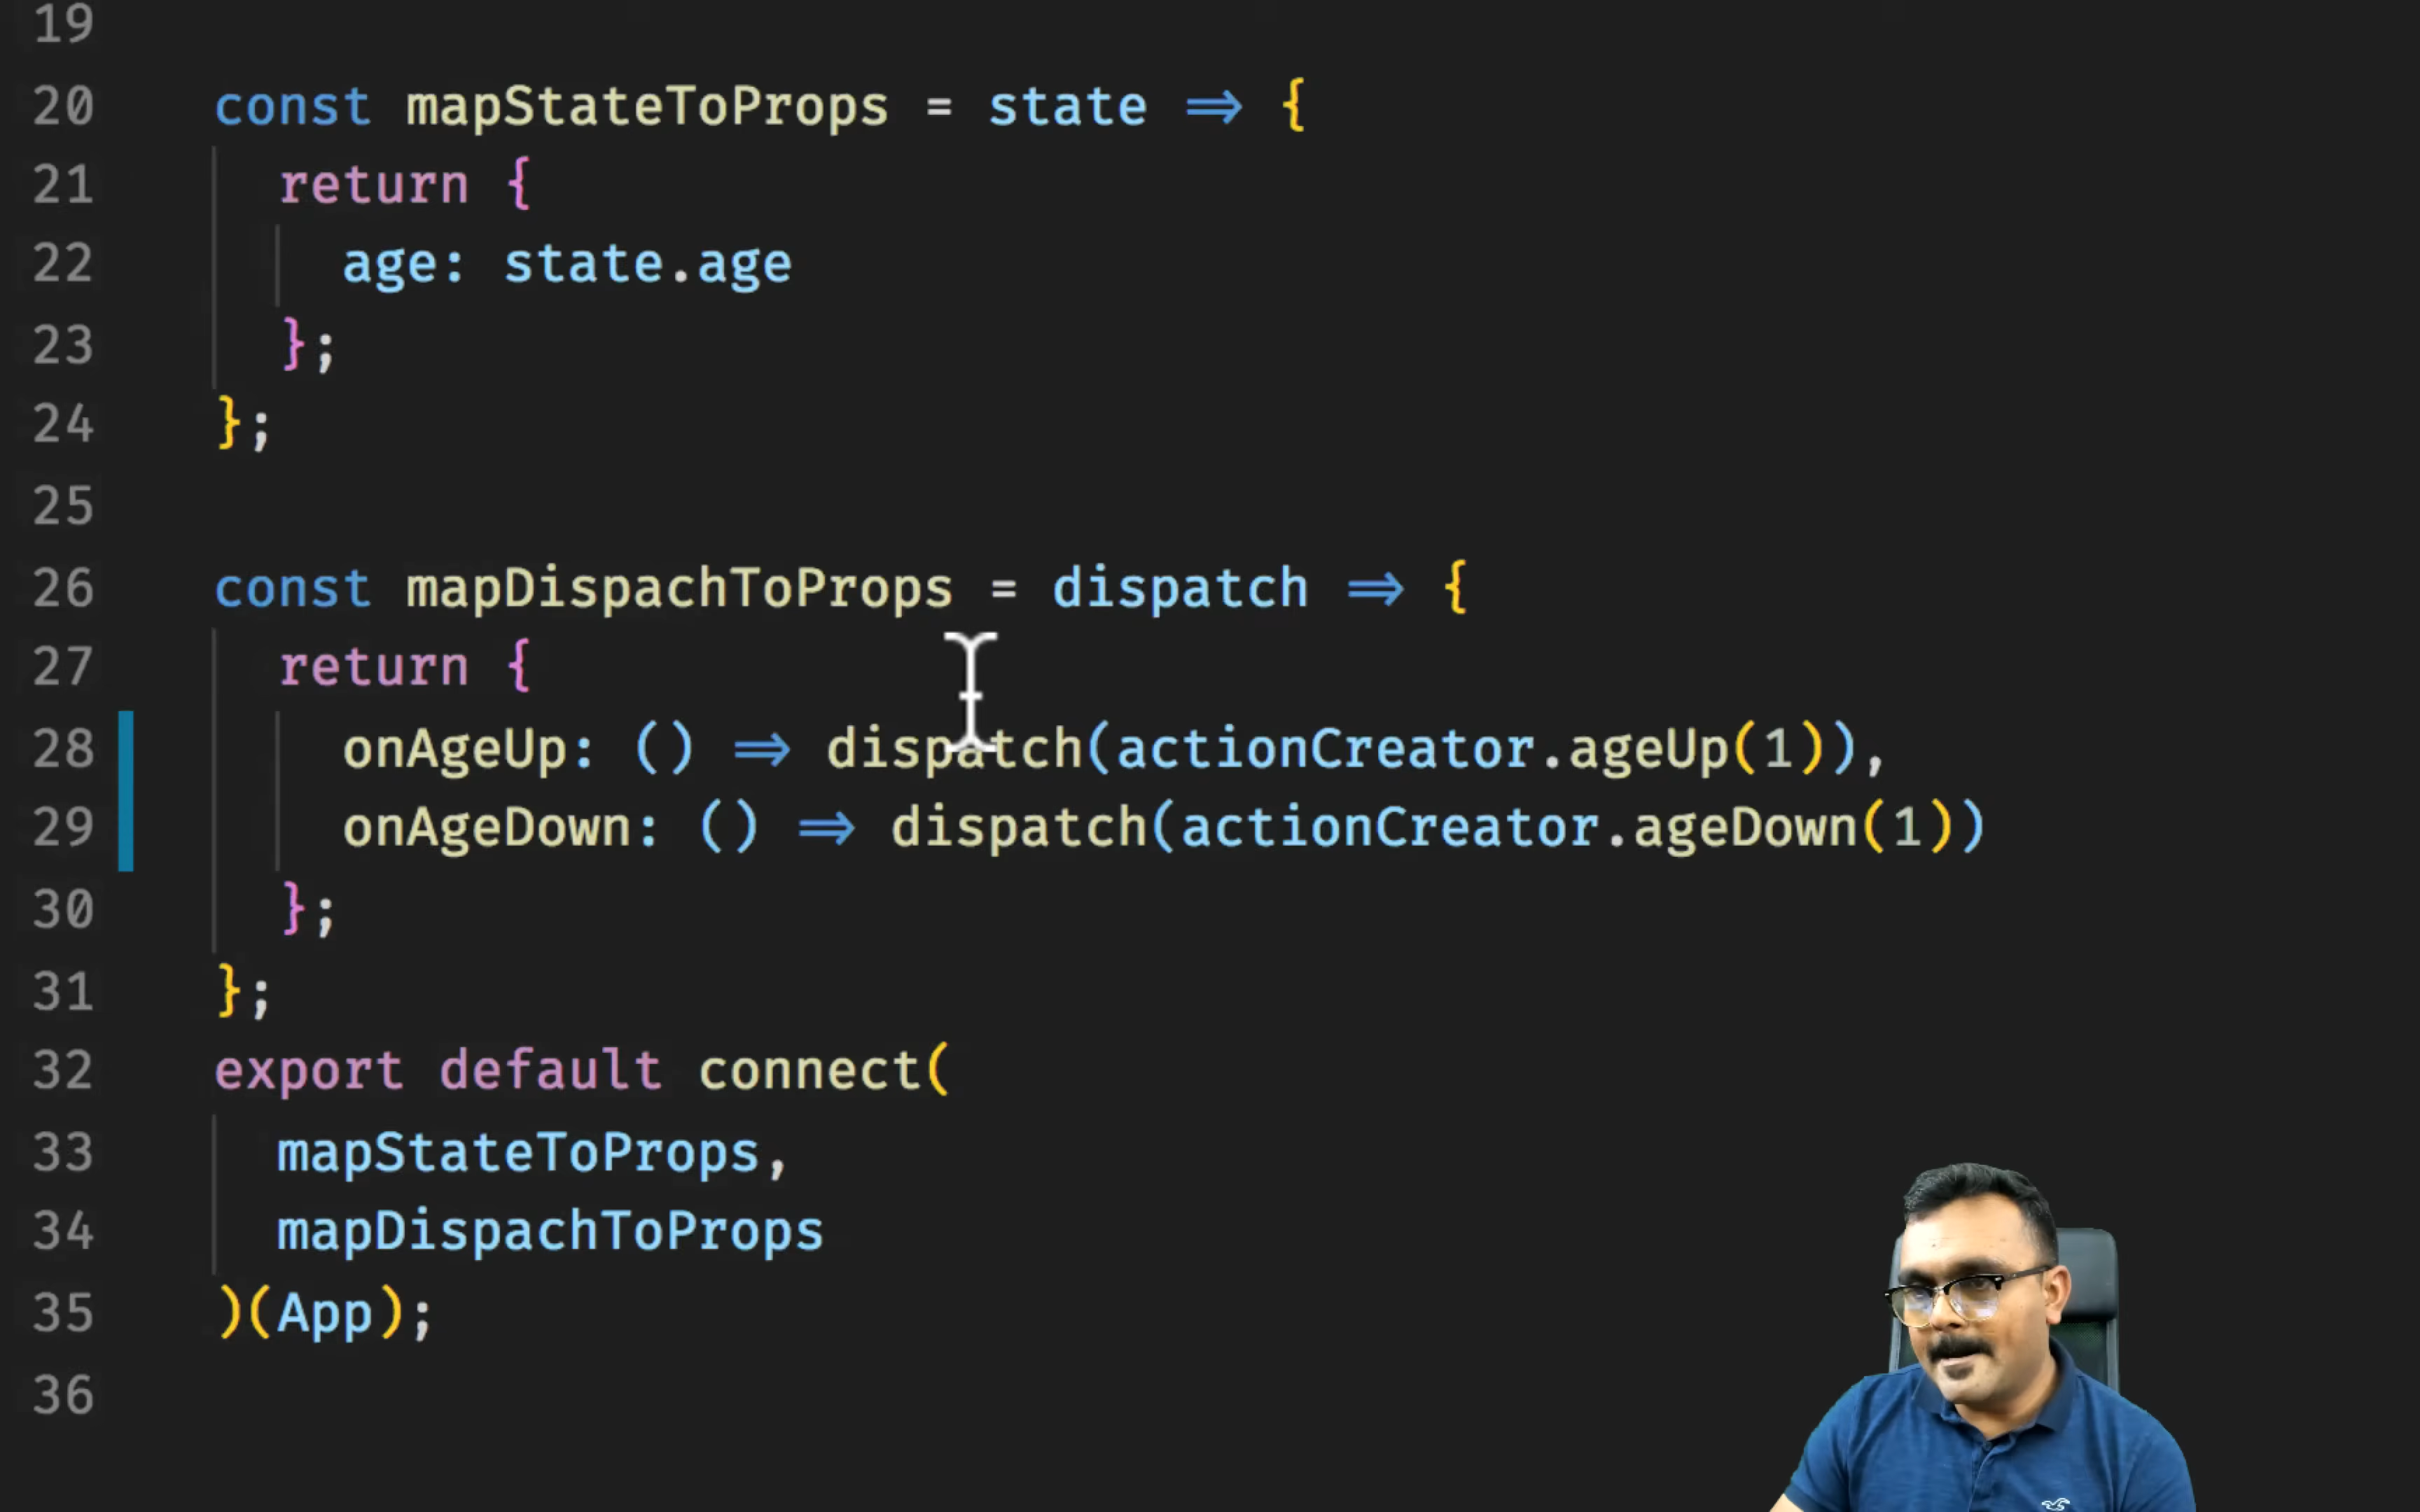 19
20 const mapStateToProps = state => {
21 return {
22 age: state.age
23 };
24 };
25
26 const mapDispachToProps = dispatch => {
27 return {
28 onAgeUp: () => dispatch(actionCreator.ageUp(1)),
29 onAgeDown: () => dispatch(actionCreator.ageDown(1))
30 };
31 };
32 export default connect(
33 mapStateToProps,
34 mapDispachToProps
35 )(App);
36